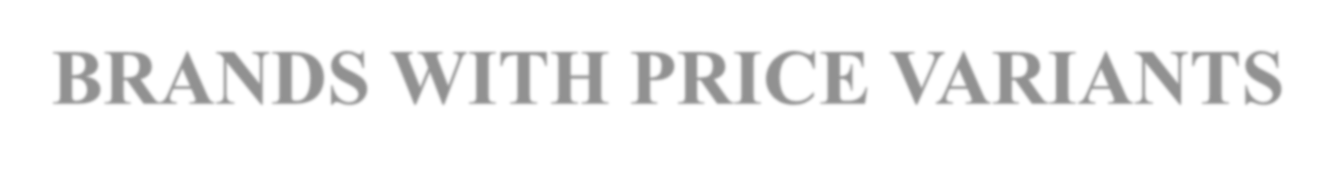 BRANDS WITH PRICE VARIANTS